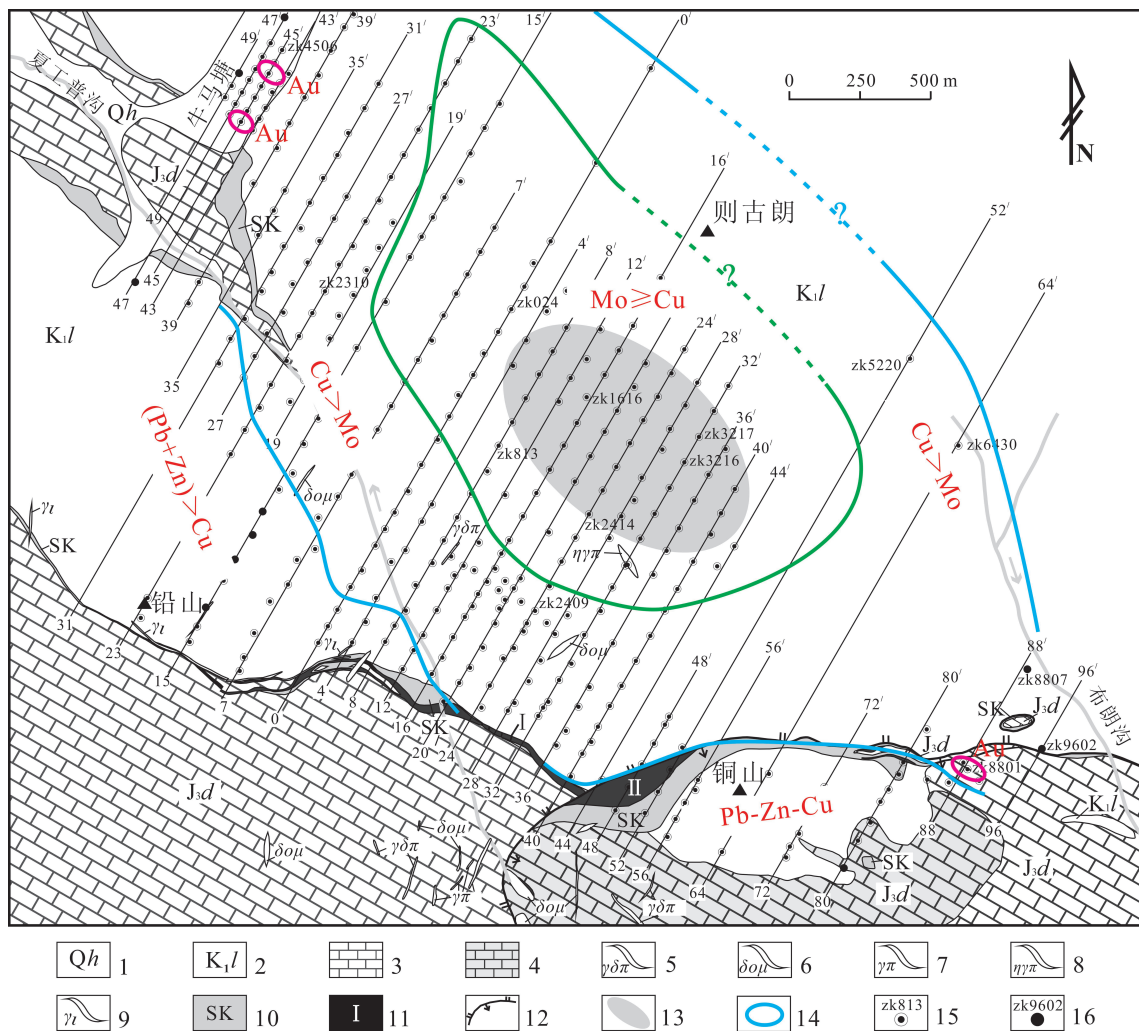 47′
43′
39′
49′
45′
zk4506
31′
23′
15′
0′
35′
牛马塘
夏工普沟
Qh
Au
Au
27′
19′
0 250 500 m
N
J₃d
SK
7′
16′
则古朗
52′
?
?
49
45
47
43
39
zk2310
4′
8′
12′
zk024
Mo≥Cu
K₁l
64′
K₁l
24′
28′
32′
35
Cu>Mo
zk1616
zk5220
(Pb+Zn)>Cu
27
36′
zk3217
40′
zk3216
44′
Cu>Mo
zk6430
19
zk813
δομ
γι
SK
γδπ
zk2414
ηγπ
铅山
zk2409
31
γι
γι
δομ
23
15
7
0
4
8
12
16
SK
20
24
I
48′
56′
72′
80′
88′
zk8807
96′
布朗沟
SK
J₃d
J₃d
Au
zk8801
zk9602
28
32
36
II
铜山
Pb-Zn-Cu
SK
K₁l
J₃d
40
44
48
52
56
64
72
80
88
96
SK
J₃d
J₃d
δομ
δομ
γδπ
γπ
δομ
γδπ
Qh 1
K₁l 2
3
4
γδπ 5
δομ 6
γπ 7
ηγπ 8
γι 9
SK 10
I 11
12
13
14
zk813 15
zk9602 16